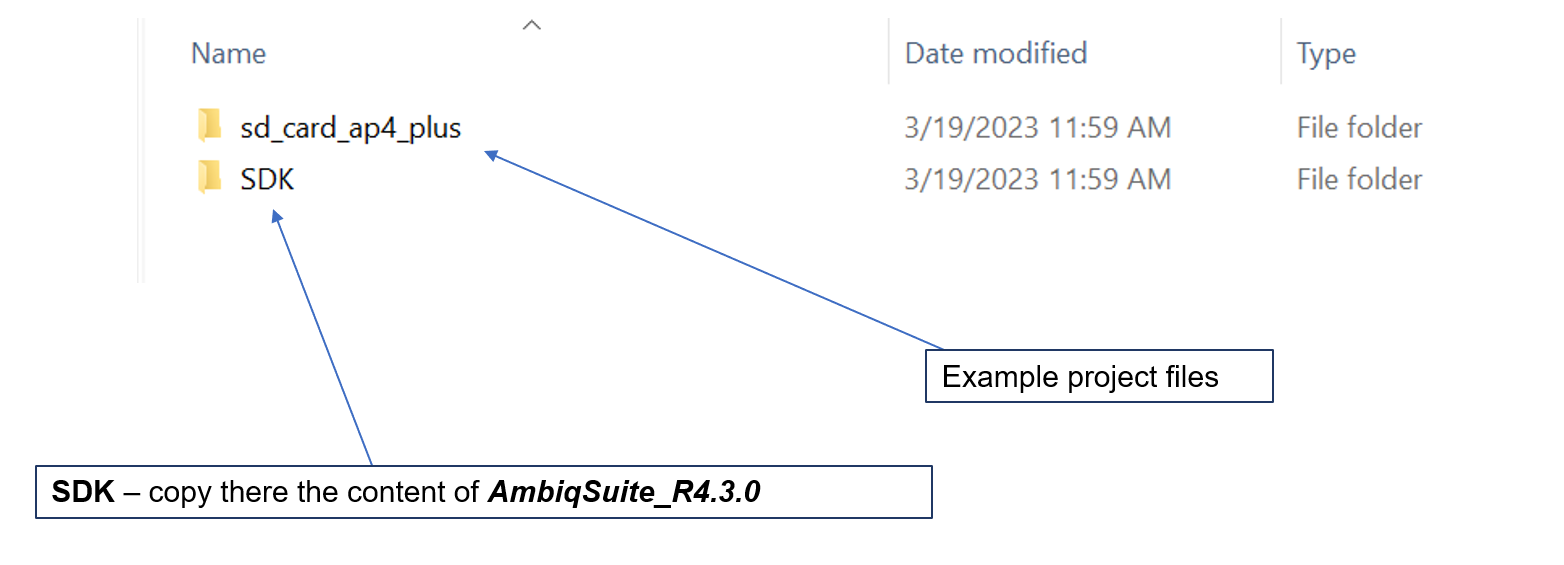 Name Date modified Type
sd_card_ap4_plus 3/19/2023 11:59 AM File folder
SDK 3/19/2023 11:59 AM File folder
Example project files
SDK – copy there the content of AmbiqSuite_R4.3.0